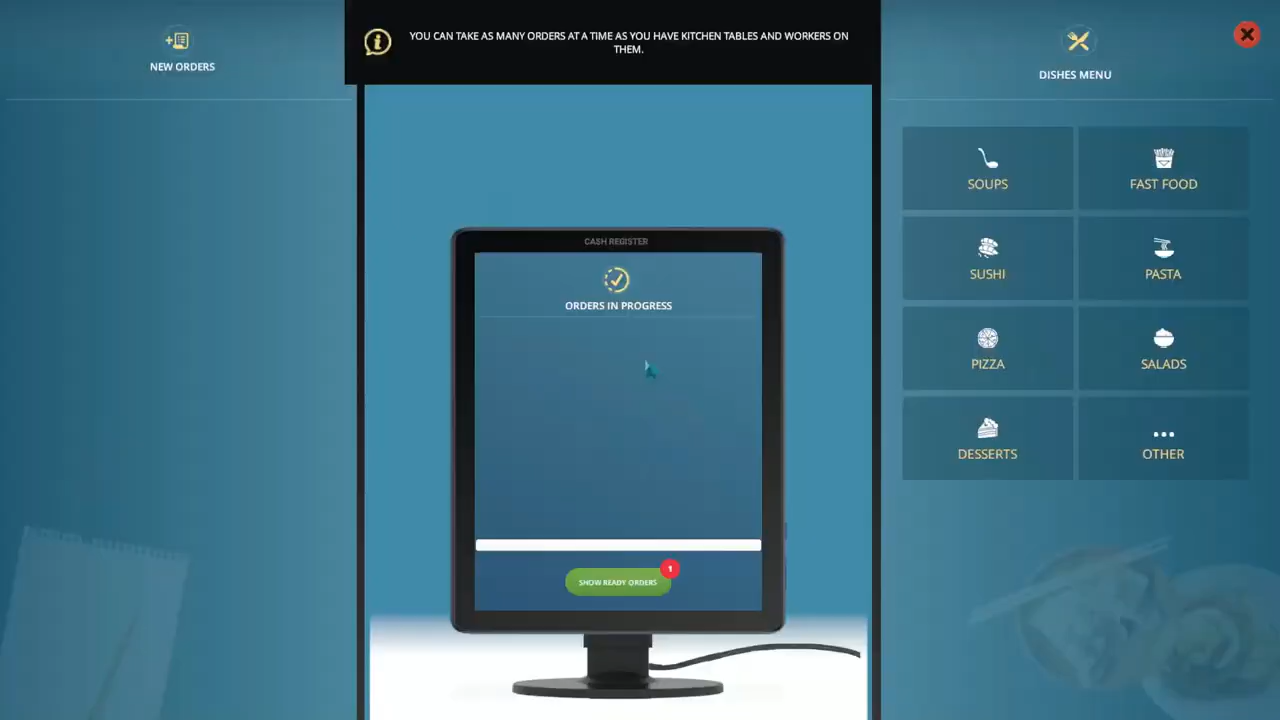 NEW ORDERS
YOU CAN TAKE AS MANY ORDERS AT A TIME AS YOU HAVE KITCHEN TABLES AND WORKERS ON
THEM.
DISHES MENU
SOUPS
FAST FOOD
SUSHI
PASTA
PIZZA
SALADS
DESSERTS
OTHER
CASH REGISTER
ORDERS IN PROGRESS
1
SHOW READY ORDERS